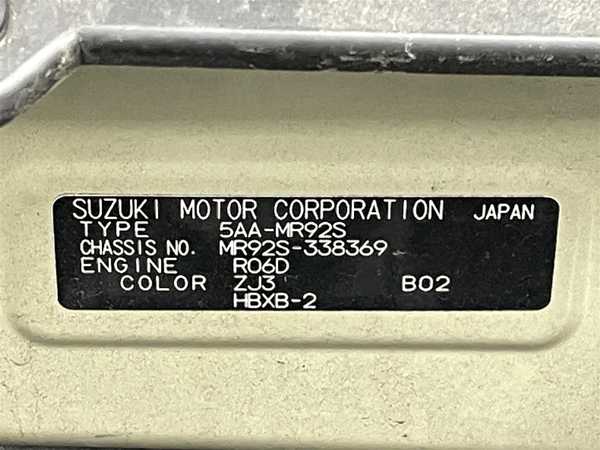 SUZUKI MOTOR CORPORATION JAPAN
TYPE 5AA-MR92S
CHASSIS NO. MR92S-338369
ENGINE R06D
COLOR ZJ3 B02
HBXB-2